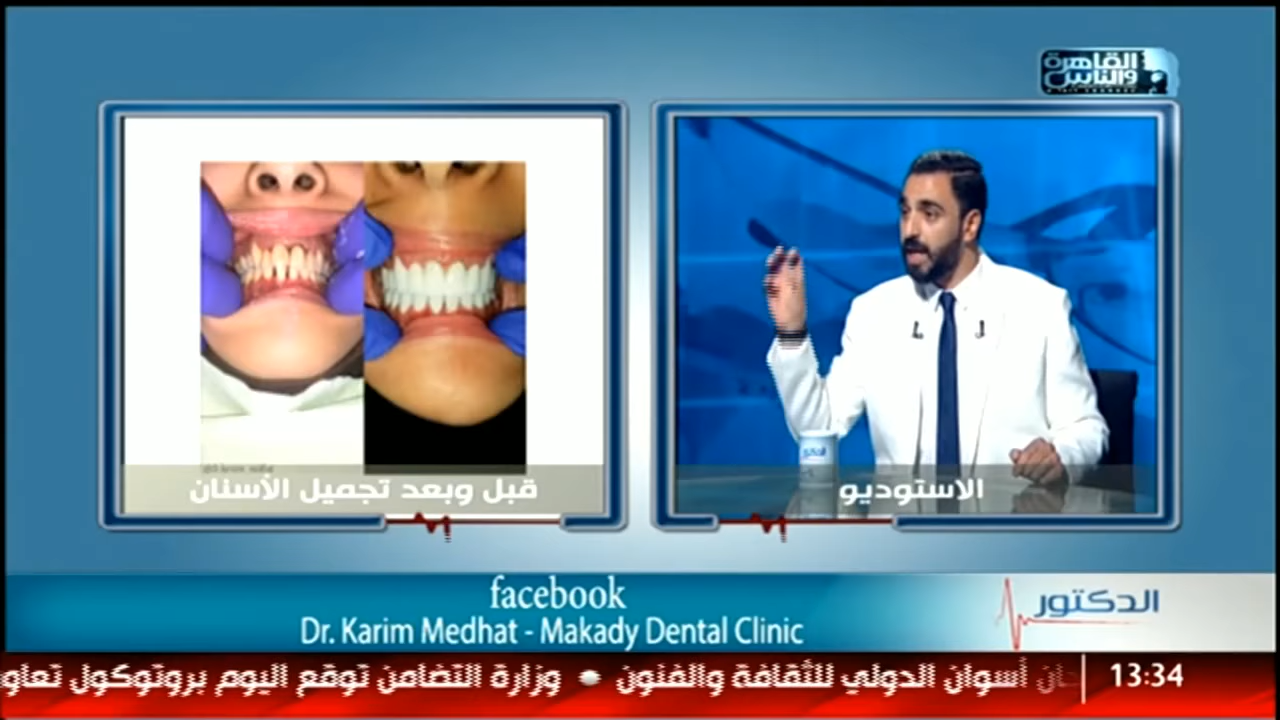 القاهرة
والناس
قبل وبعد تجميل الأسنان
الاستوديو
facebook
Dr. Karim Medhat - Makady Dental Clinic
الدكتور
أسوان الدولي للثقافة والفنون • وزارة التضامن توقع اليوم بروتوكول
13:34